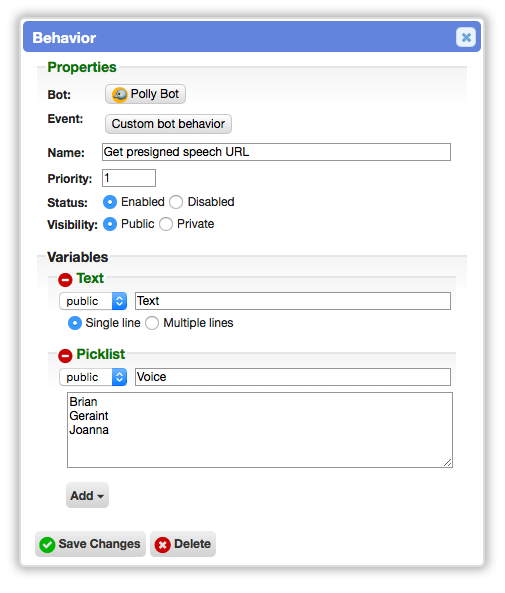 Behavior
Properties
Bot: Polly Bot
Event: Custom bot behavior
Name: Get presigned speech URL
Priority: 1
Status: Enabled Disabled
Visibility: Public Private
Variables
Text
public Text
Single line Multiple lines
Picklist
public Voice
Brian
Geraint
Joanna
Add
Save Changes Delete